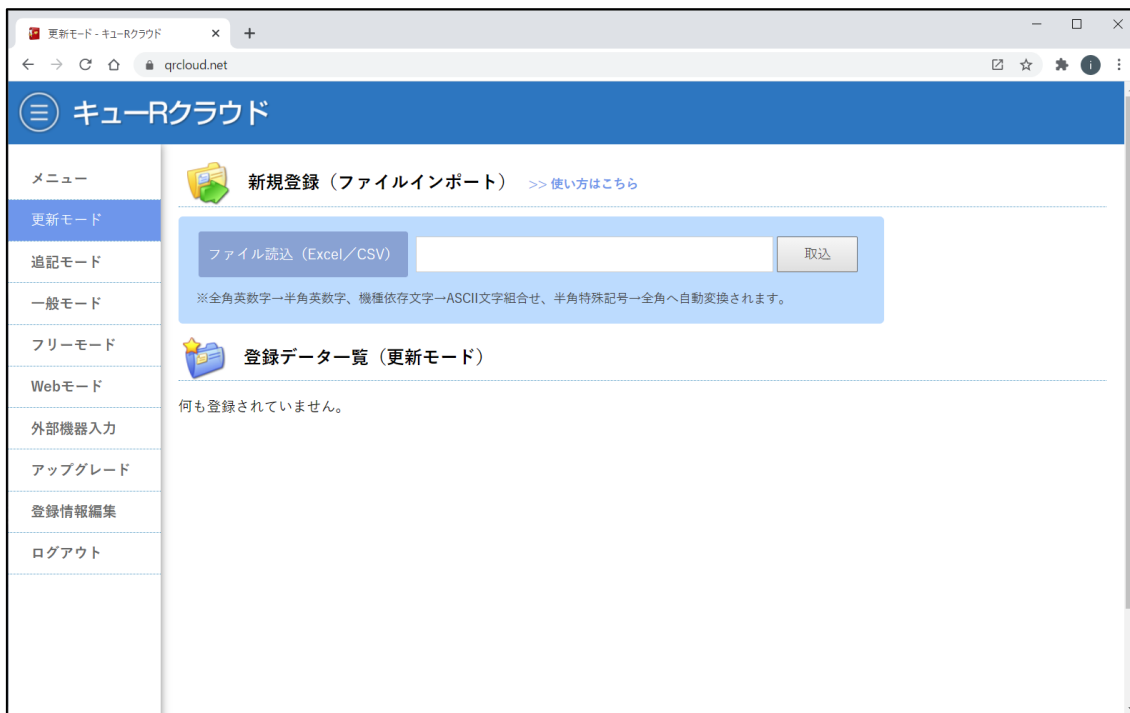 更新モード - キューRクラウド
qrcloud.net
i
キューRクラウド
メニュー
更新モード
追記モード
一般モード
フリーモード
Webモード
外部機器入力
アップグレード
登録情報編集
ログアウト
新規登録（ファイルインポート） >> 使い方はこちら
ファイル読込（Excel／CSV） 取込
※全角英数字→半角英数字、機種依存文字→ASCII文字組合せ、半角特殊記号→全角へ自動変換されます。
登録データ一覧（更新モード）
何も登録されていません。